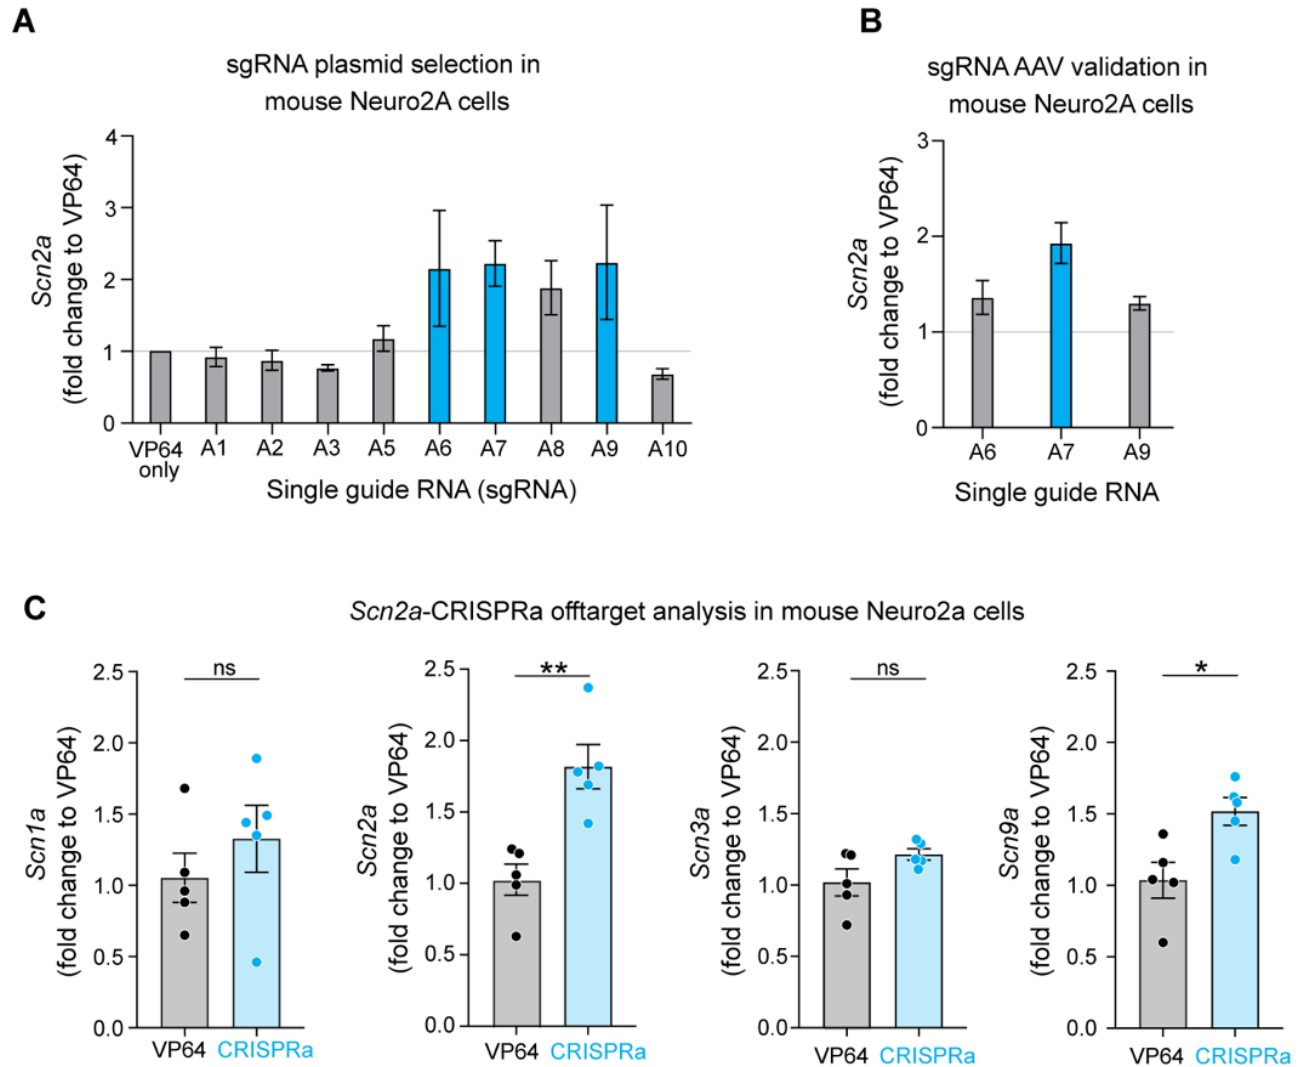 A
sgRNA plasmid selection in
mouse Neuro2A cells
Scn2a
(fold change to VP64)
4
3
2
1
0
VP64 only A1 A2 A3 A5 A6 A7 A8 A9 A10
Single guide RNA (sgRNA)
B
sgRNA AAV validation in
mouse Neuro2A cells
Scn2a
(fold change to VP64)
3
2
1
0
A6 A7 A9
Single guide RNA
C
Scn2a-CRISPRa offtarget analysis in mouse Neuro2a cells
Scn1a
(fold change to VP64)
2.5
2.0
1.5
1.0
0.5
0.0
ns
VP64 CRISPRa
Scn2a
(fold change to VP64)
2.5
2.0
1.5
1.0
0.5
0.0
**
VP64 CRISPRa
Scn3a
(fold change to VP64)
2.5
2.0
1.5
1.0
0.5
0.0
ns
VP64 CRISPRa
Scn9a
(fold change to VP64)
2.5
2.0
1.5
1.0
0.5
0.0
*
VP64 CRISPRa